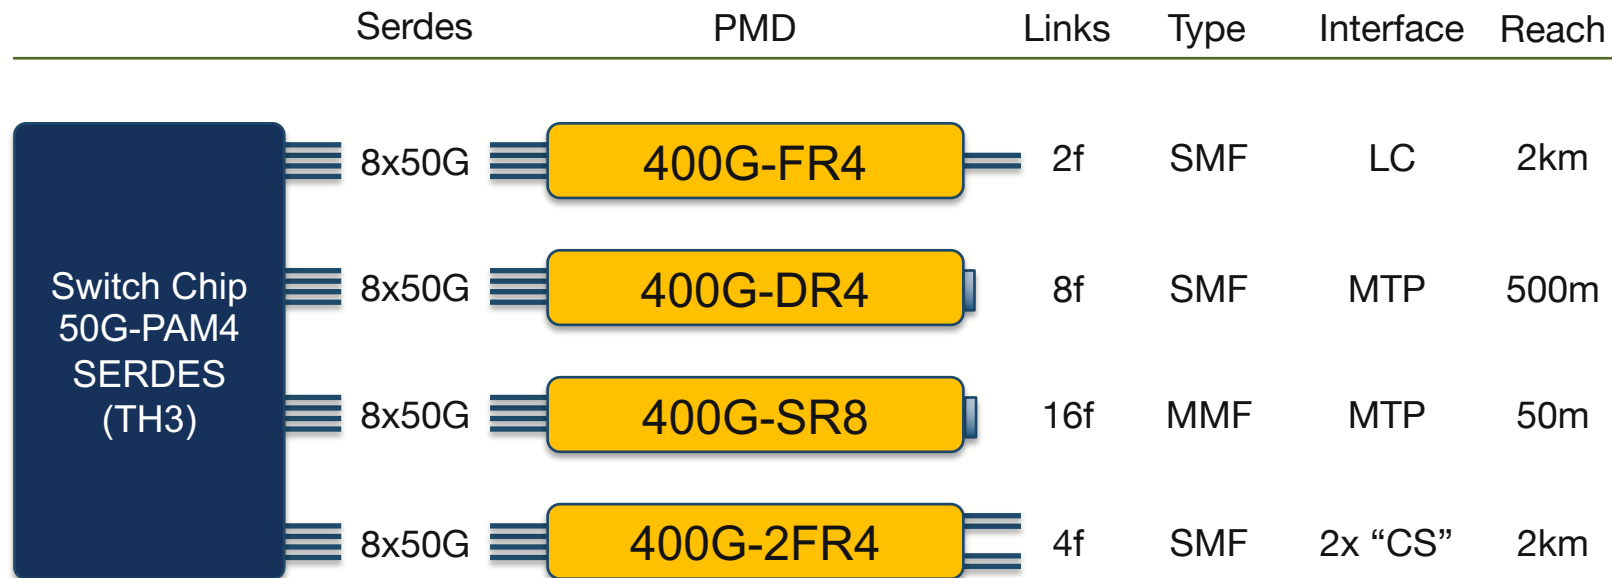 Serdes PMD Links Type Interface Reach
Switch Chip
50G-PAM4
SERDES
(TH3)
8x50G 400G-FR4 2f SMF LC 2km
8x50G 400G-DR4 8f SMF MTP 500m
8x50G 400G-SR8 16f MMF MTP 50m
8x50G 400G-2FR4 4f SMF 2x “CS” 2km